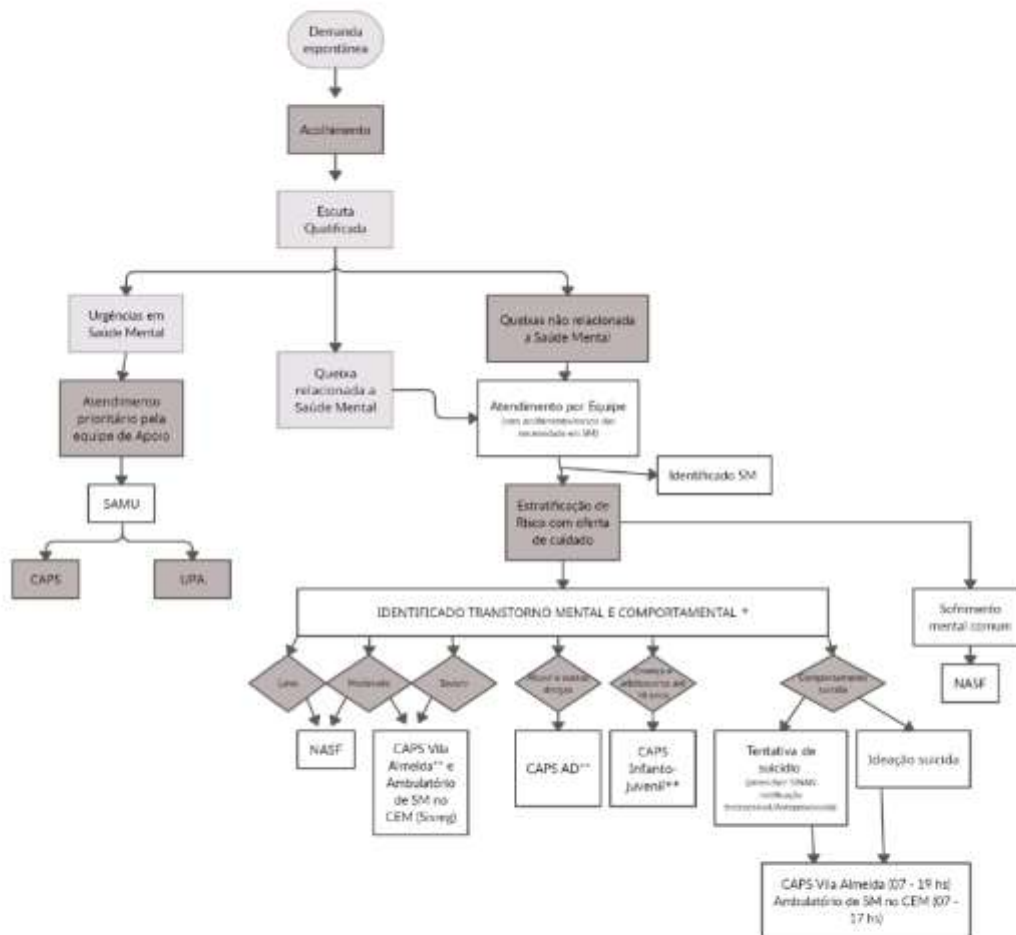 Demanda
espontânea
Acolhimento
Escuta
Qualificada
Urgências em
Saúde Mental
Queixas não relacionada
a Saúde Mental
Queixa
relacionada a
Saúde Mental
Atendimento
prioritário pela
equipe de Apoio
Atendimento por Equipe
Identificado SM
SAMU
Estratificação de
Risco com oferta
de cuidado
CAPS
UPA
IDENTIFICADO TRANSTORNO MENTAL E COMPORTAMENTAL *
Sofrimento
mental comum
Leve
Moderado
Severo
Comportamento
suicida
NASF
NASF
CAPS Vila
Almeida** e
Ambulatório
de SM no
CEM (Sisreg)
CAPS AD**
CAPS
Infanto-
juvenil**
Tentativa de
suicídio
Ideação suicida
CAPS Vila Almeida (07 - 19 hs)
Ambulatório de SM no CEM (07 -
17 hs)